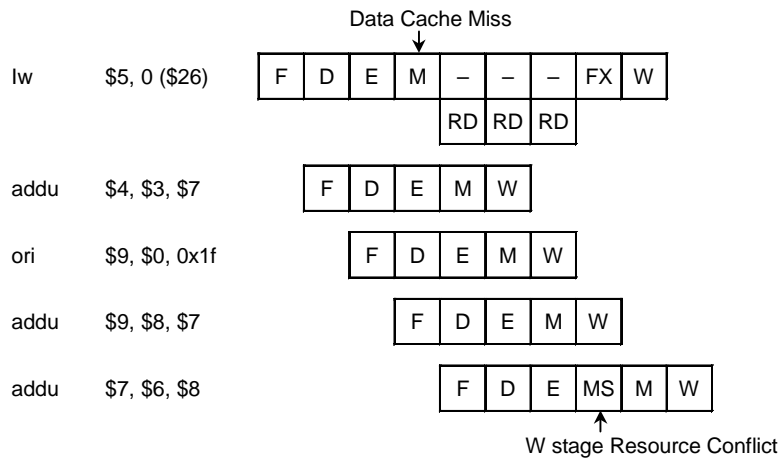 Data Cache Miss
lw $5, 0 ($26) F D E M – – – FX W
RD RD RD
addu $4, $3, $7 F D E M W
ori $9, $0, 0x1f F D E M W
addu $9, $8, $7 F D E M W
addu $7, $6, $8 F D E MS M W
W stage Resource Conflict